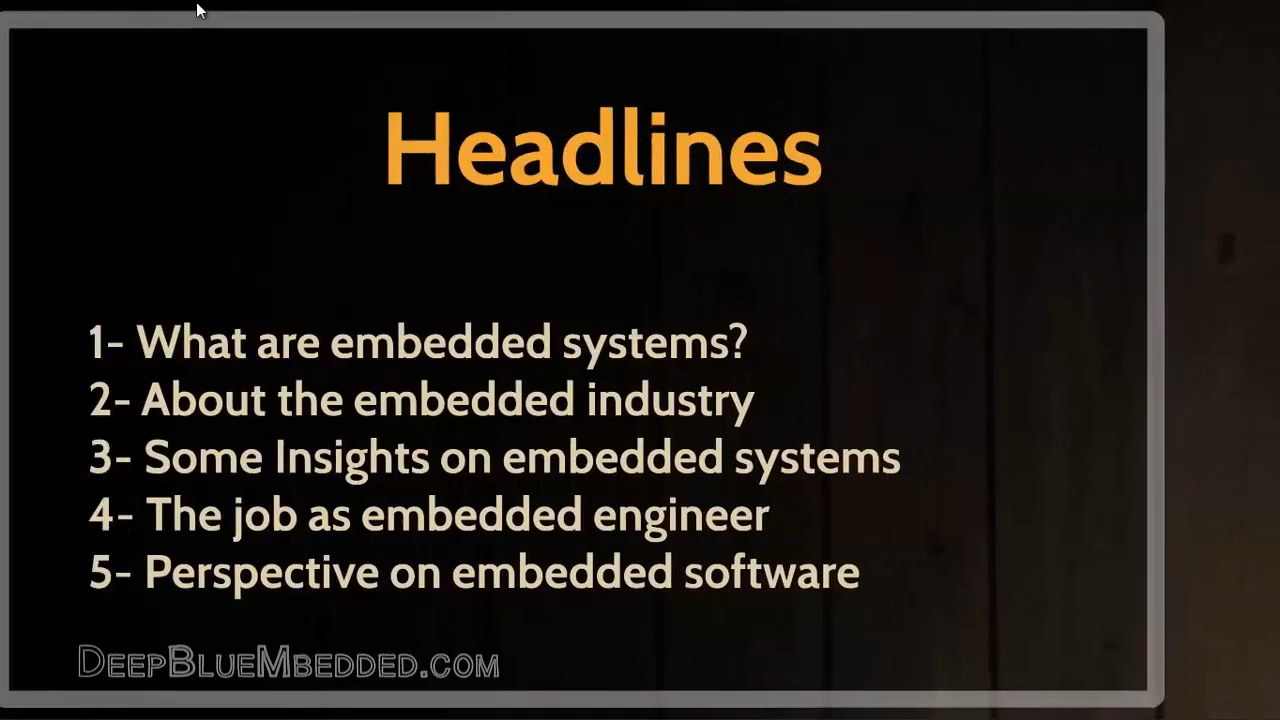 Headlines
1- What are embedded systems?
2- About the embedded industry
3- Some Insights on embedded systems
4- The job as embedded engineer
5- Perspective on embedded software
DeepBlueMbedded.com